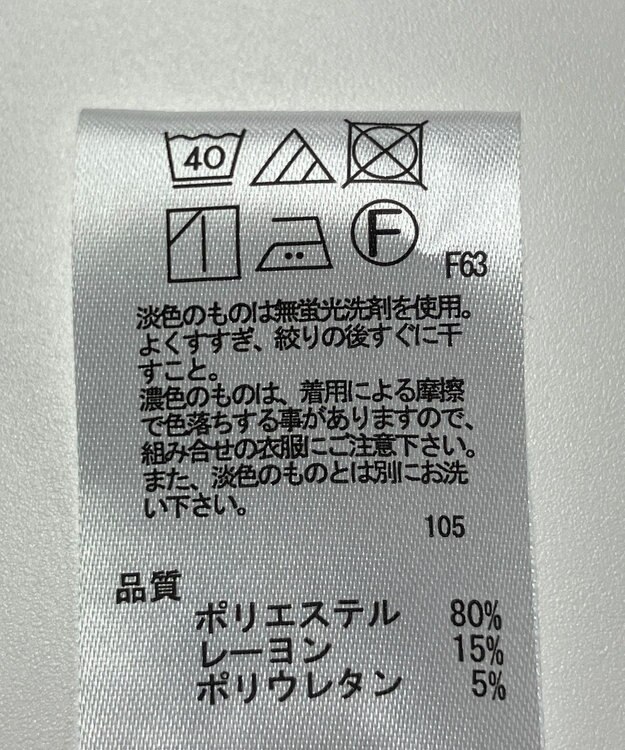 40
F
F63
淡色のものは無蛍光洗剤を使用。
よくすすぎ、絞りの後すぐに干
すこと。
濃色のものは、着用による摩擦
で色落ちする事がありますので、
組み合せの衣服にご注意下さい。
また、淡色のものとは別にお洗
い下さい。
105
品質
ポリエステル 80%
レーヨン 15%
ポリウレタン 5%